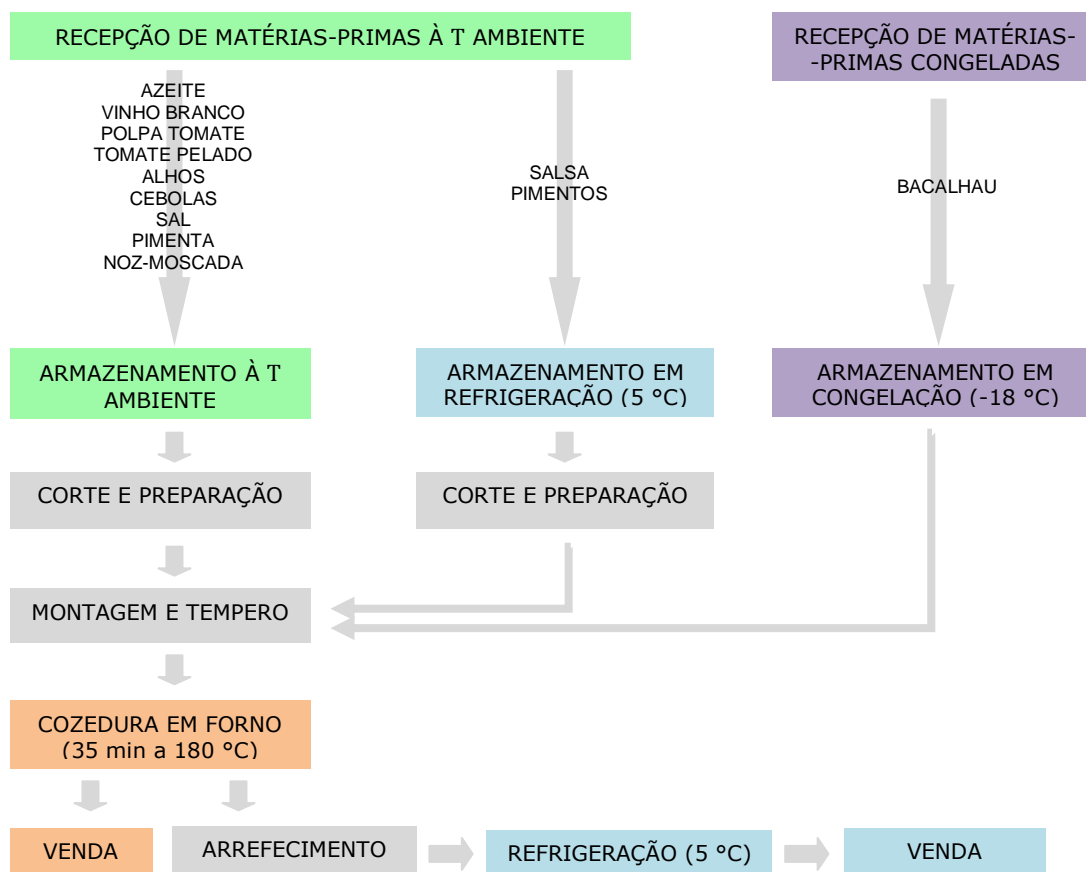 RECEPÇÃO DE MATÉRIAS-PRIMAS À T AMBIENTE
RECEPÇÃO DE MATÉRIAS-
-PRIMAS CONGELADAS
AZEITE
VINHO BRANCO
POLPA TOMATE
TOMATE PELADO
ALHOS
CEBOLAS
SAL
PIMENTA
NOZ-MOSCADA
SALSA
PIMENTOS
BACALHAU
ARMAZENAMENTO À T
AMBIENTE
ARMAZENAMENTO EM
REFRIGERAÇÃO (5 °C)
ARMAZENAMENTO EM
CONGELAÇÃO (-18 °C)
CORTE E PREPARAÇÃO
CORTE E PREPARAÇÃO
MONTAGEM E TEMPERO
COZEDURA EM FORNO
(35 min a 180 °C)
VENDA
ARREFECIMENTO
REFRIGERAÇÃO (5 °C)
VENDA